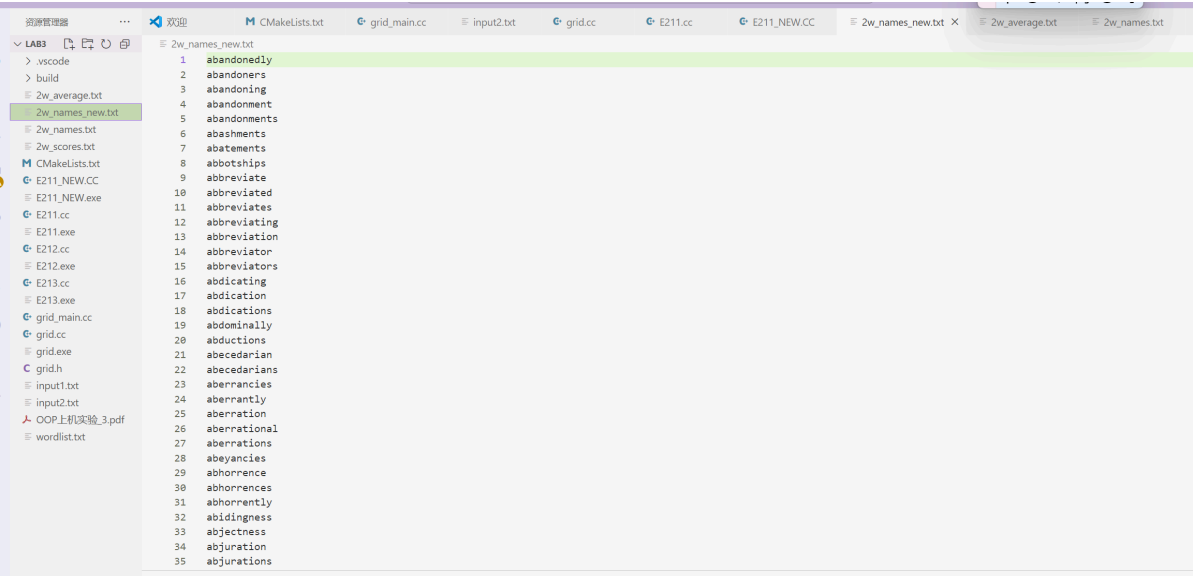 资源管理器 ···
欢迎 CMakeLists.txt grid_main.cc input2.txt grid.cc E211.cc E211_NEW.CC 2w_names_new.txt 2w_average.txt 2w_names.txt
LAB3
2w_names_new.txt
.vscode
build
2w_average.txt
2w_names_new.txt
2w_names.txt
2w_scores.txt
CMakeLists.txt
E211_NEW.CC
E211_NEW.exe
E211.cc
E211.exe
E212.cc
E212.exe
E213.cc
E213.exe
grid_main.cc
grid.cc
grid.exe
grid.h
input1.txt
input2.txt
OOP上机实验_3.pdf
wordlist.txt
1 abandonedly
2 abandoners
3 abandoning
4 abandonment
5 abandonments
6 abashments
7 abatements
8 abbotships
9 abbreviate
10 abbreviated
11 abbreviates
12 abbreviating
13 abbreviation
14 abbreviator
15 abbreviators
16 abdicating
17 abdication
18 abdications
19 abdominally
20 abductions
21 abecedarian
22 abecedarians
23 aberrancies
24 aberrantly
25 aberration
26 aberrational
27 aberrations
28 abeyancies
29 abhorrence
30 abhorrences
31 abhorrently
32 abidingness
33 abjectness
34 abjuration
35 abjurations